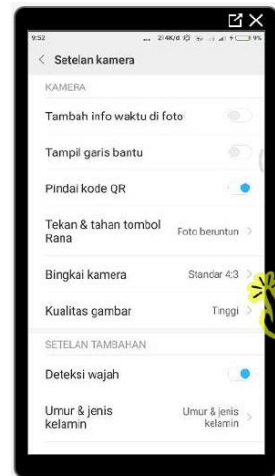 9:52
9%
Setelan kamera
KAMERA
Tambah info waktu di foto
Tampil garis bantu
Pindai kode QR
Tekan & tahan tombol Rana
Foto beruntun
Bingkai kamera
Standar 4:3
Kualitas gambar
Tinggi
SETELAN TAMBAHAN
Deteksi wajah
Umur & jenis kelamin
Umur & jenis kelamin